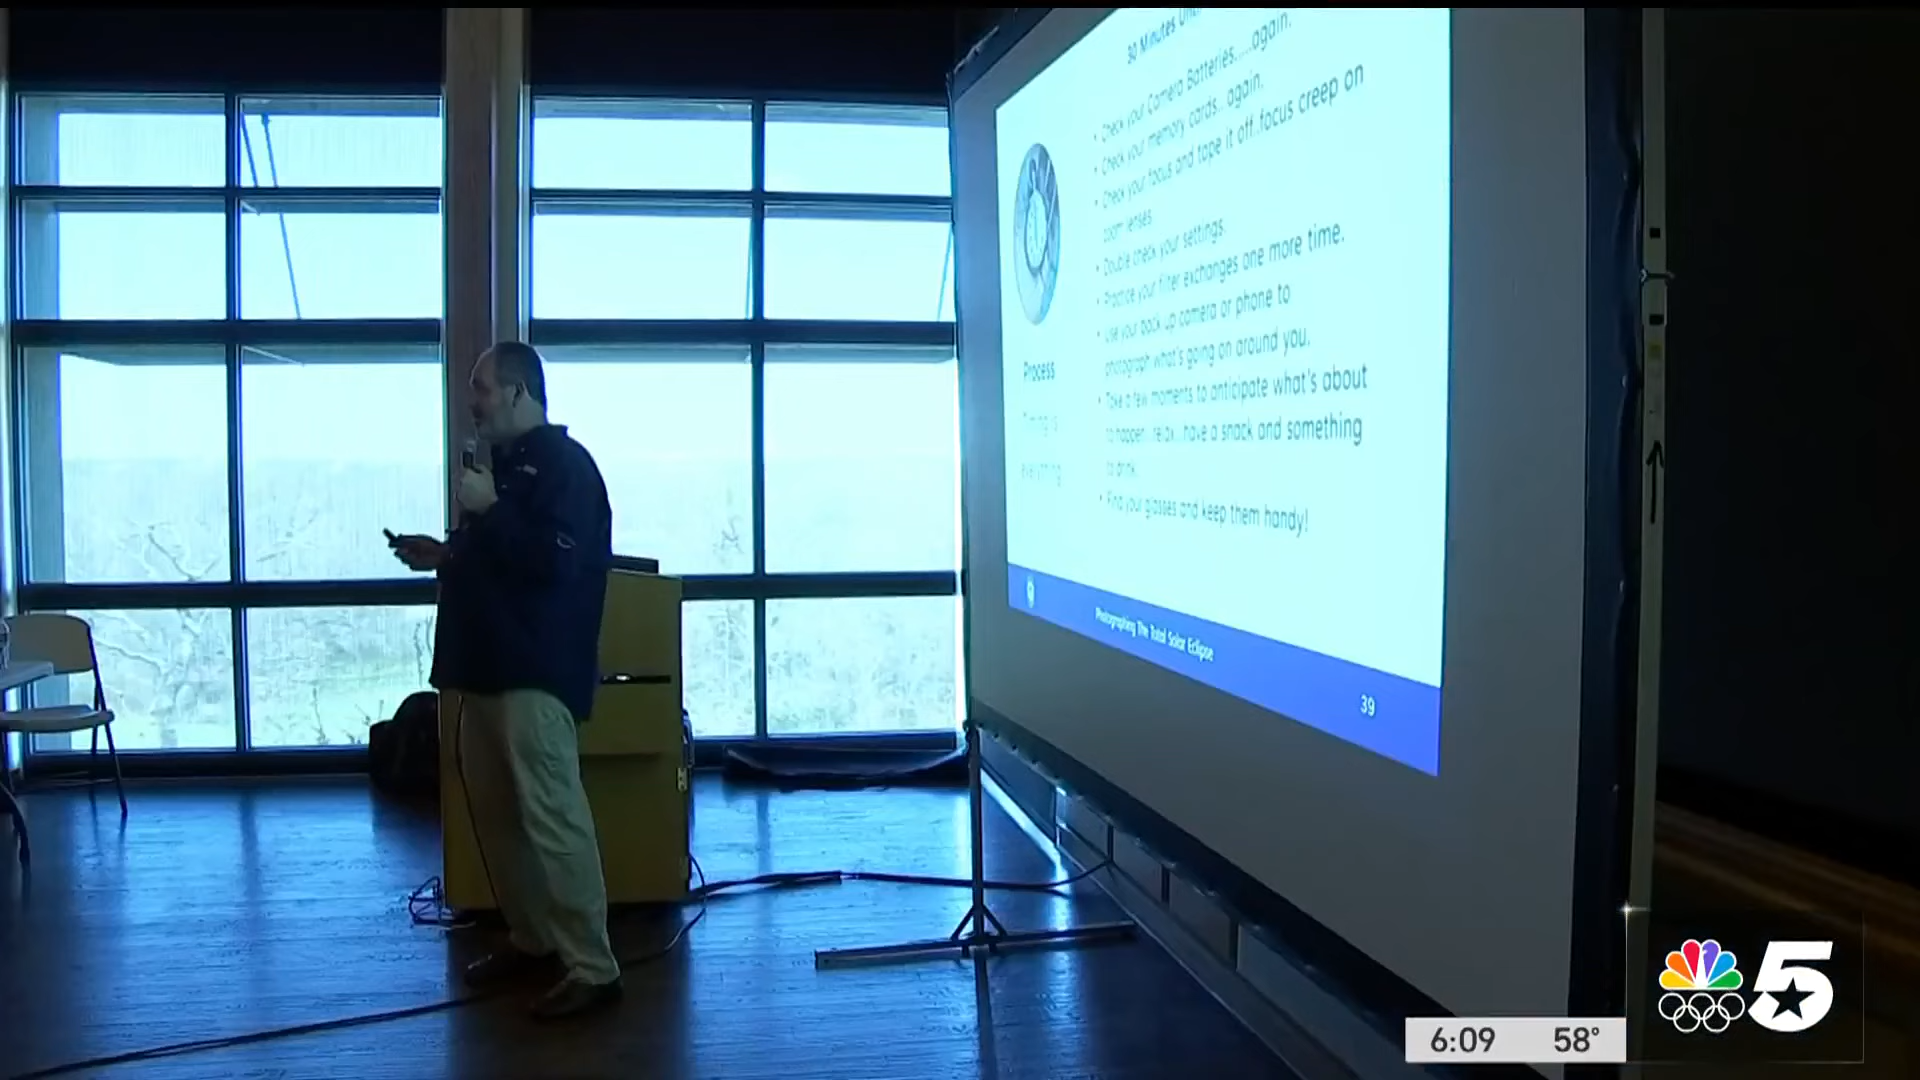 30 Minutes Until
• Check your Camera Batteries.....again.
• Check your memory cards...again.
• Check your focus and tape it off..focus creep on
zoom lenses
• Double check your settings.
• Practice your filter exchanges one more time.
• Use your back up camera or phone to
photograph what's going on around you.
• Take a few moments to anticipate what's about
to happen...relax...have a snack and something
to drink.
• Find your glasses and keep them handy!
Process
Timing is
everything
Photographing The Total Solar Eclipse
39
5
6:09 58°